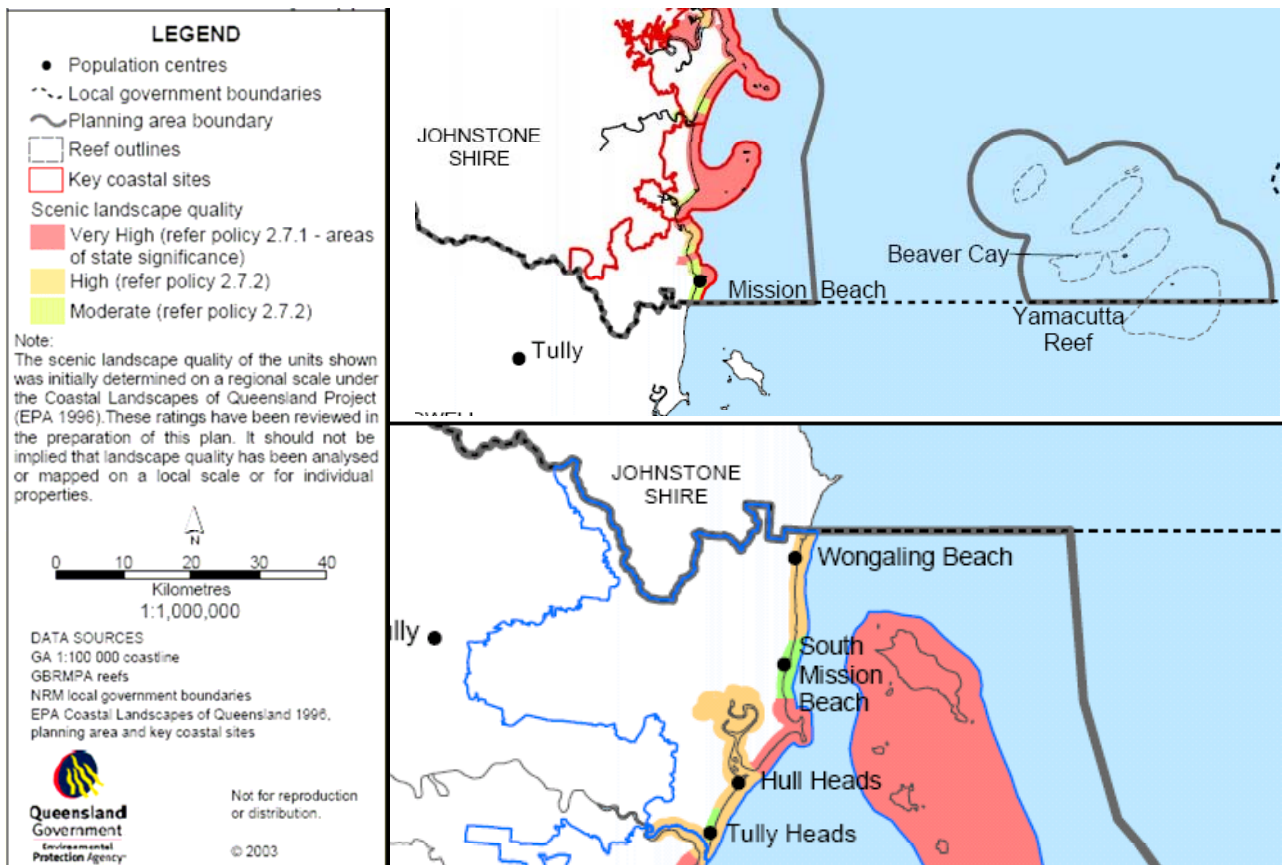 LEGEND
Population centres
Local government boundaries
Planning area boundary
Reef outlines
Key coastal sites
Scenic landscape quality
Very High (refer policy 2.7.1 - areas
of state significance)
High (refer policy 2.7.2)
Moderate (refer policy 2.7.2)
Note:
The scenic landscape quality of the units shown
was initially determined on a regional scale under
the Coastal Landscapes of Queensland Project
(EPA 1996).These ratings have been reviewed in
the preparation of this plan. It should not be
implied that landscape quality has been analysed
or mapped on a local scale or for individual
properties.
N
0 10 20 30 40
Kilometres
1:1,000,000
DATA SOURCES
GA 1:100 000 coastline
GBRMPA reefs
NRM local government boundaries
EPA Coastal Landscapes of Queensland 1996,
planning area and key coastal sites
Queensland
Government
Environmental
Protection Agency
Not for reproduction
or distribution.
© 2003
JOHNSTONE
SHIRE
Beaver Cay
Mission Beach
Yamacutta
Reef
Tully
JOHNSTONE
SHIRE
Wongaling Beach
lly
South
Mission
Beach
Hull Heads
Tully Heads